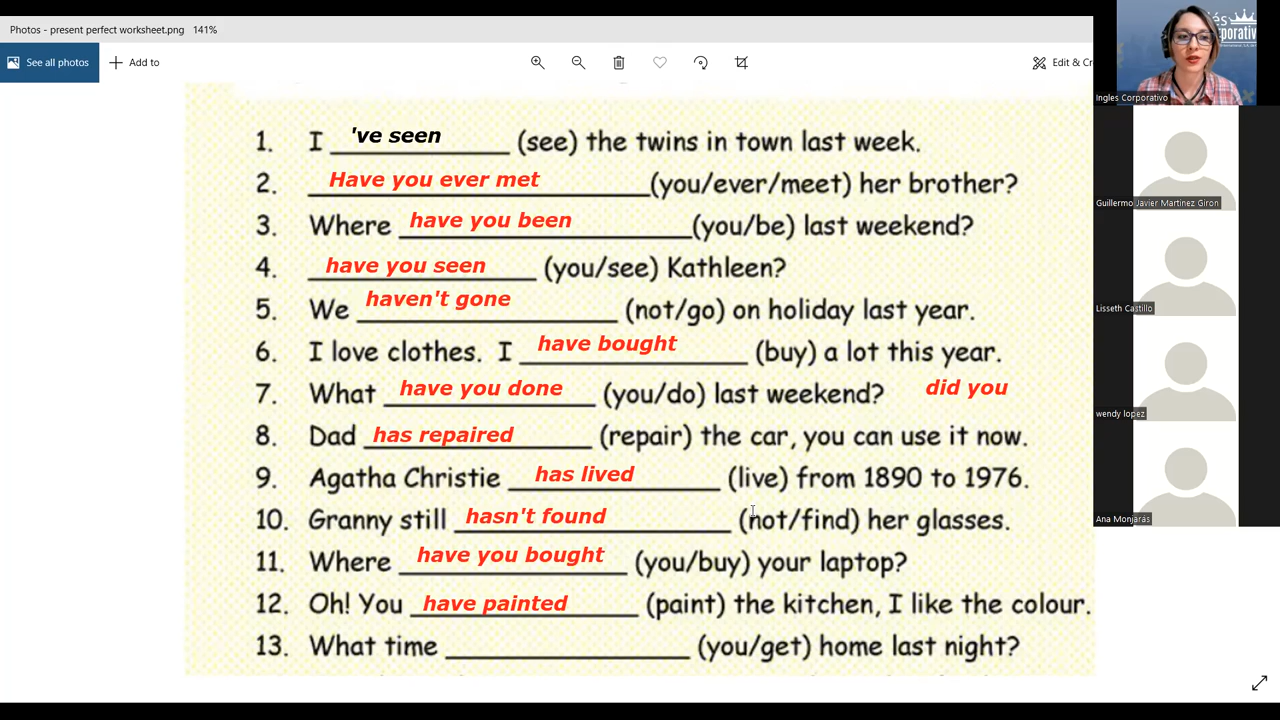 Photos - present perfect worksheet.png 141%
See all photos Add to Edit & Cr
és
orporativ
Ingles Corporativo
1. I 've seen (see) the twins in town last week.
2. Have you ever met (you/ever/meet) her brother?
Guillermo Javier Martinez Giron
3. Where have you been (you/be) last weekend?
4. have you seen (you/see) Kathleen?
5. We haven't gone (not/go) on holiday last year.
Lisseth Castillo
6. I love clothes. I have bought (buy) a lot this year.
7. What have you done (you/do) last weekend? did you
wendy lopez
8. Dad has repaired (repair) the car, you can use it now.
9. Agatha Christie has lived (live) from 1890 to 1976.
10. Granny still hasn't found (not/find) her glasses.
Ana Monjaras
11. Where have you bought (you/buy) your laptop?
12. Oh! You have painted (paint) the kitchen, I like the colour.
13. What time (you/get) home last night?